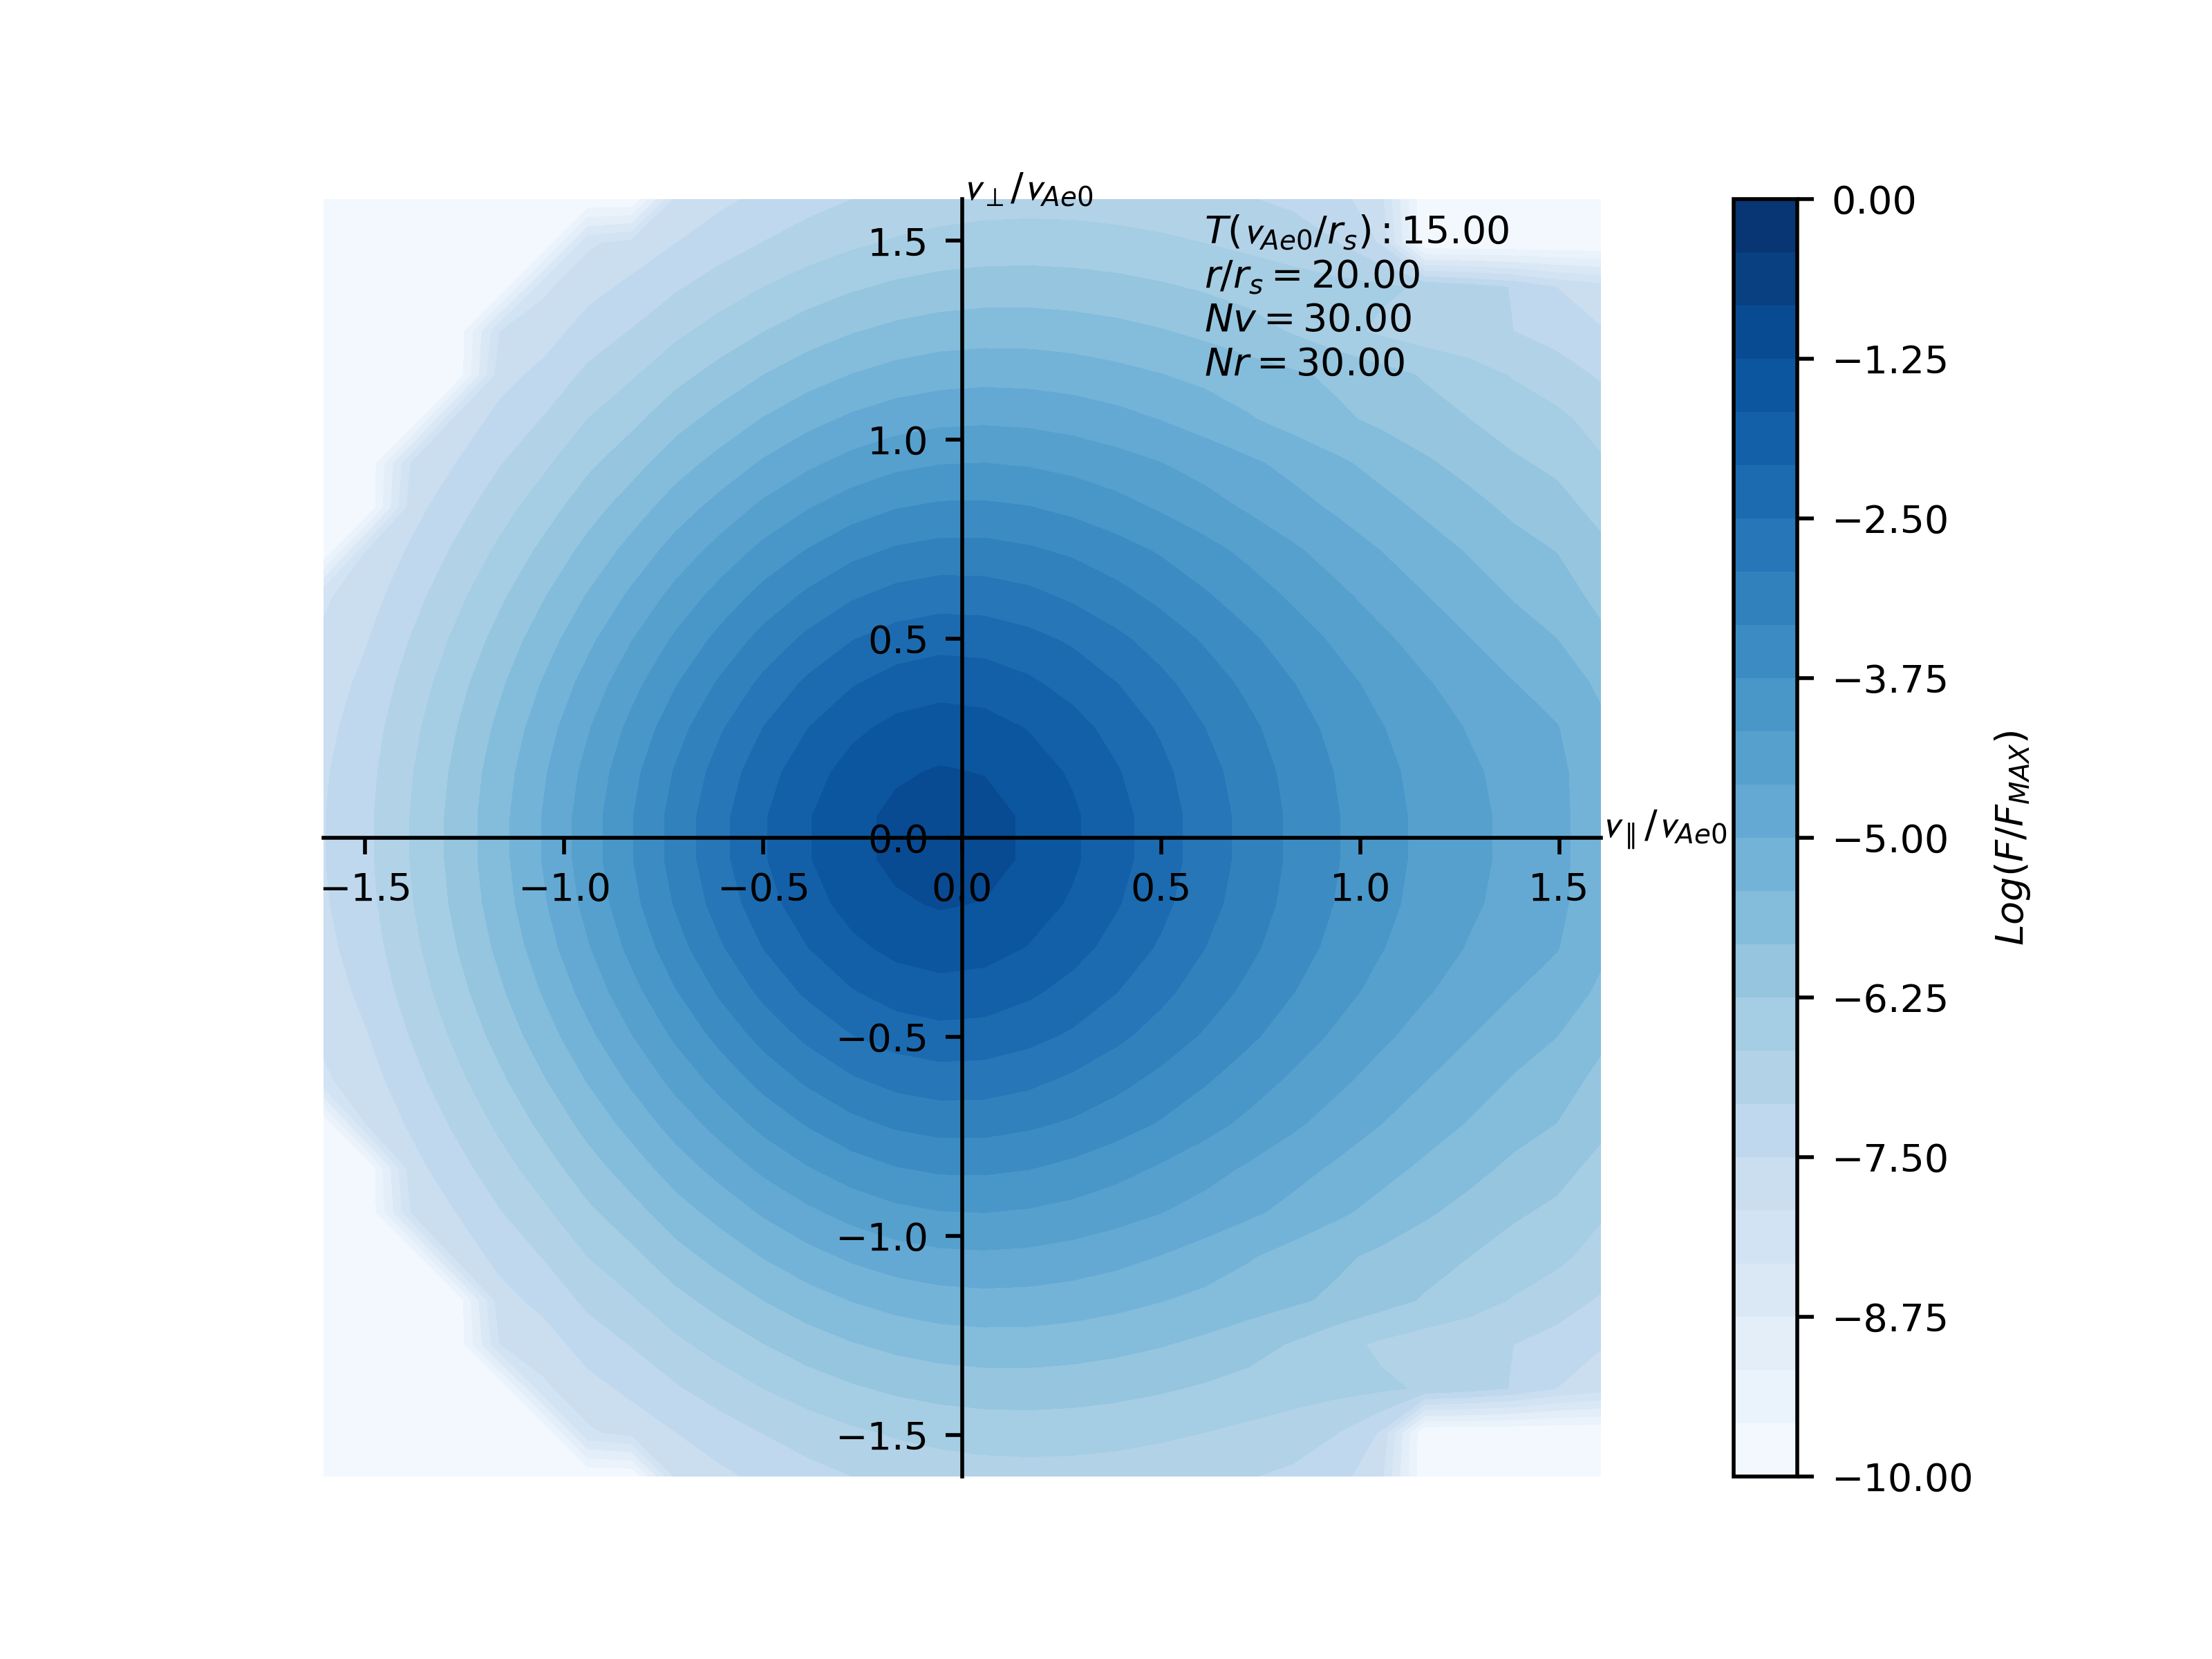 v⊥/vAe0
T(vAe0/rs) : 15.00
r/rs = 20.00
Nv = 30.00
Nr = 30.00
1.5
1.0
0.5
0.0
−0.5
−1.0
−1.5
−1.5 −1.0 −0.5 0.0 0.5 1.0 1.5
v∥/vAe0
0.00
−1.25
−2.50
−3.75
−5.00
−6.25
−7.50
−8.75
−10.00
Log(F/FMAX)